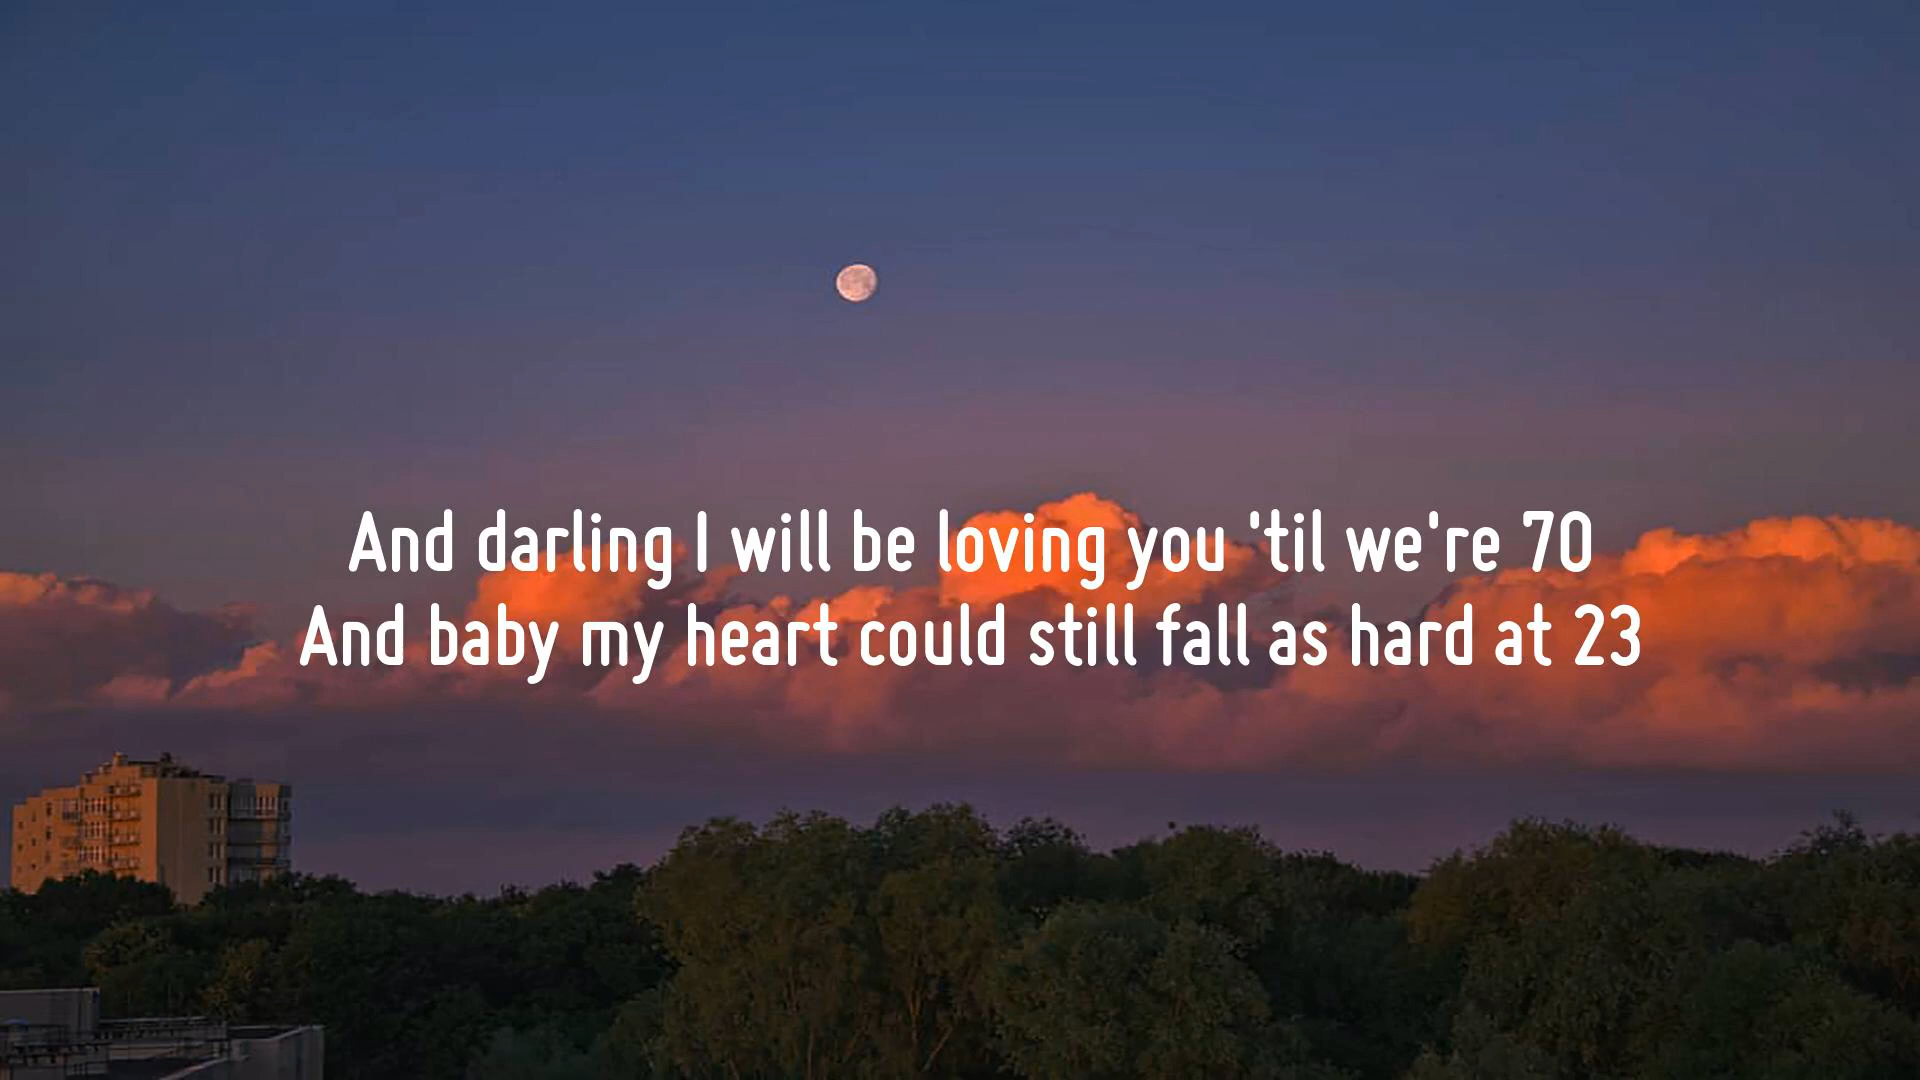 And darling I will be loving you 'til we're 70
And baby my heart could still fall as hard at 23